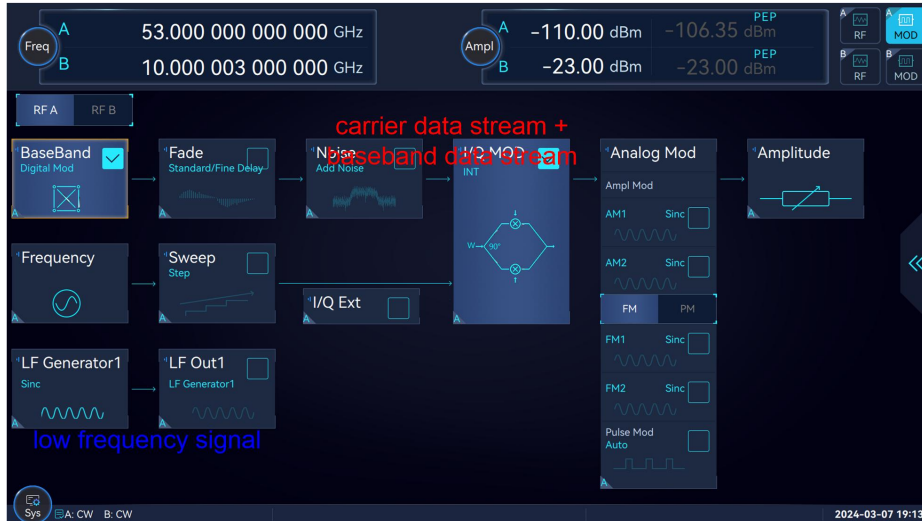 Freq
A 53.000 000 000 000 GHz
B 10.000 003 000 000 GHz
Ampl
A -110.00 dBm PEP -106.35 dBm
B -23.00 dBm PEP -23.00 dBm
A RF
A MOD
B RF
B MOD
RF A RF B
carrier data stream +
baseband data stream
BaseBand
Digital Mod
A
Fade
Standard/Fine Delay
A
Noise
Add Noise
A
I/Q MOD
INT
W 90°
A
Analog Mod
Ampl Mod
AM1 Sinc
AM2 Sinc
FM PM
FM1 Sinc
FM2 Sinc
Pulse Mod
Auto
A
Amplitude
A
Frequency
A
Sweep
Step
A
I/Q Ext
A
LF Generator1
Sinc
A
LF Out1
LF Generator1
A
low frequency signal
Sys
A: CW B: CW
2024-03-07 19:13